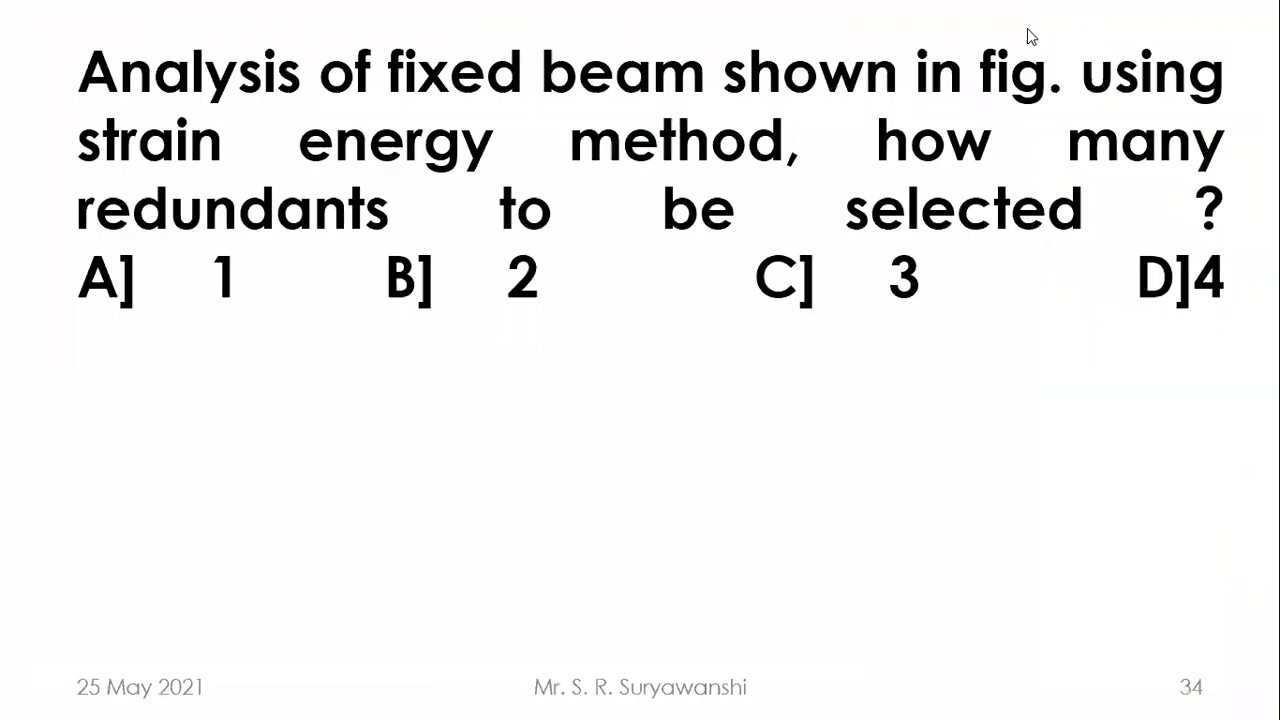 Analysis of fixed beam shown in fig. using
strain energy method, how many
redundants to be selected ?
A] 1 B] 2 C] 3 D]4
25 May 2021 Mr. S. R. Suryawanshi 34